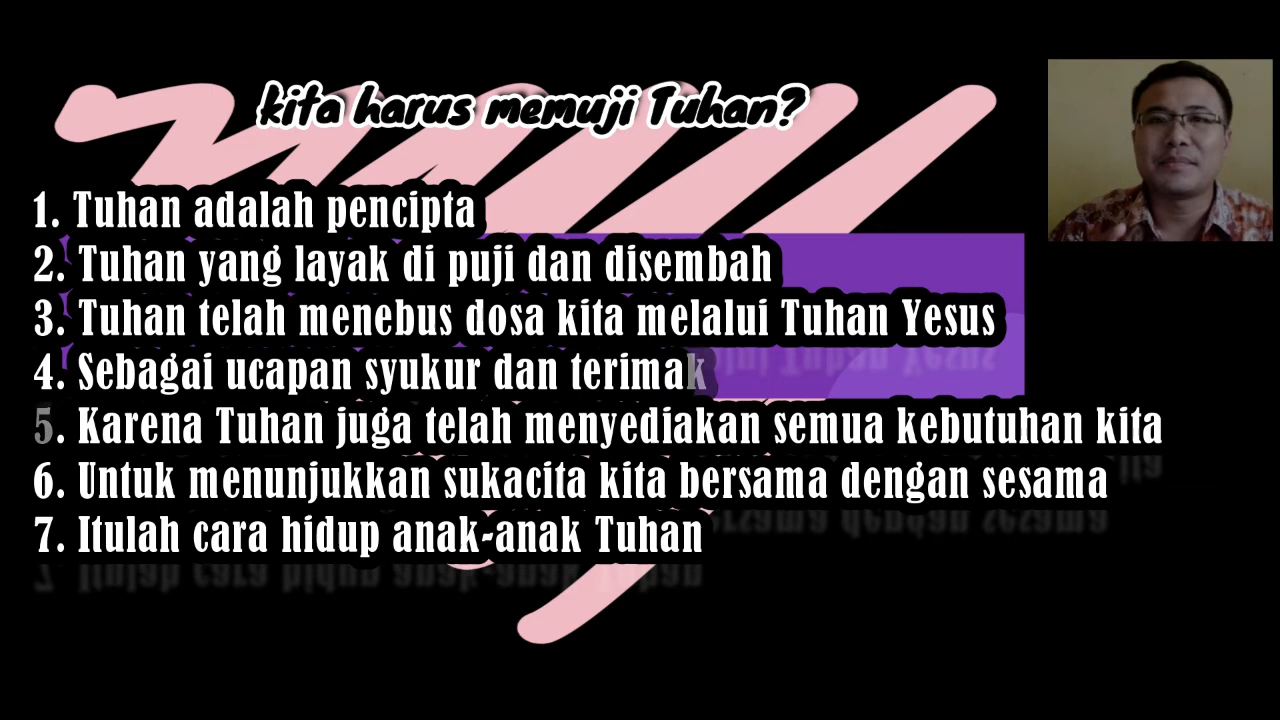 kita harus memuji Tuhan?
1. Tuhan adalah pencipta
2. Tuhan yang layak di puji dan disembah
3. Tuhan telah menebus dosa kita melalui Tuhan Yesus
4. Sebagai ucapan syukur dan terimak
5. Karena Tuhan juga telah menyediakan semua kebutuhan kita
6. Untuk menunjukkan sukacita kita bersama dengan sesama
7. Itulah cara hidup anak-anak Tuhan